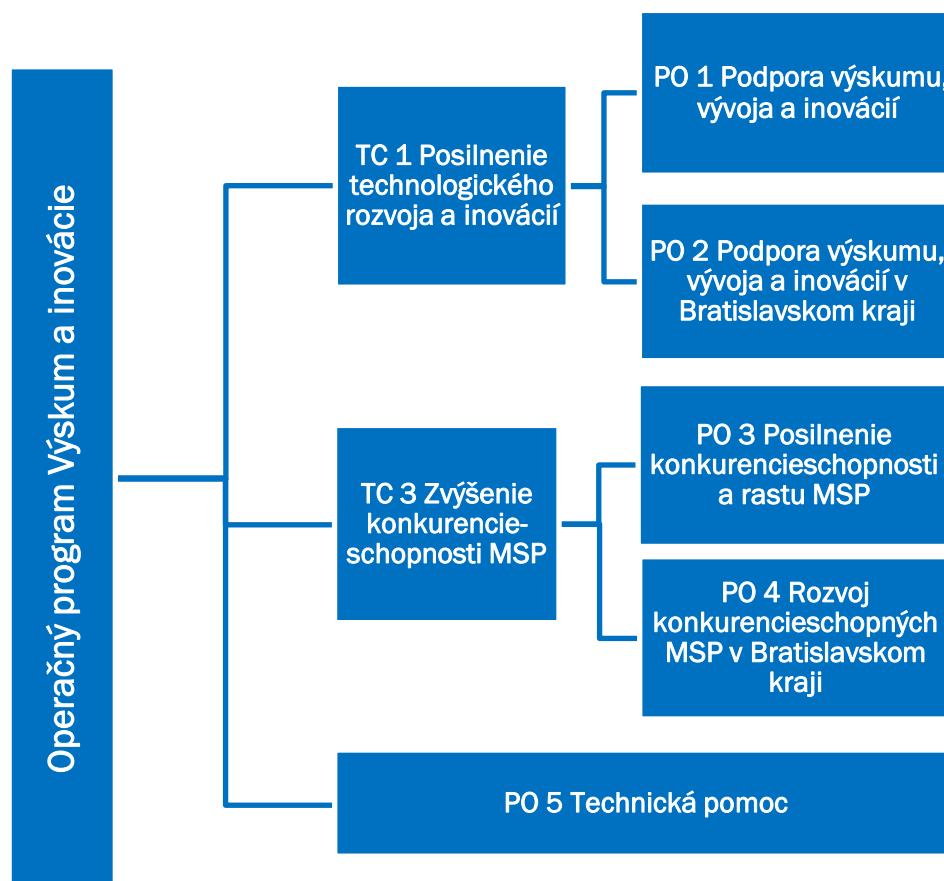 Operačný program Výskum a inovácie
TC 1 Posilnenie
technologického
rozvoja a inovácií
PO 1 Podpora výskumu,
vývoja a inovácií
PO 2 Podpora výskumu,
vývoja a inovácií v
Bratislavskom kraji
TC 3 Zvýšenie
konkurencie-
schopnosti MSP
PO 3 Posilnenie
konkurencieschopnosti
a rastu MSP
PO 4 Rozvoj
konkurencieschopných
MSP v Bratislavskom
kraji
PO 5 Technická pomoc